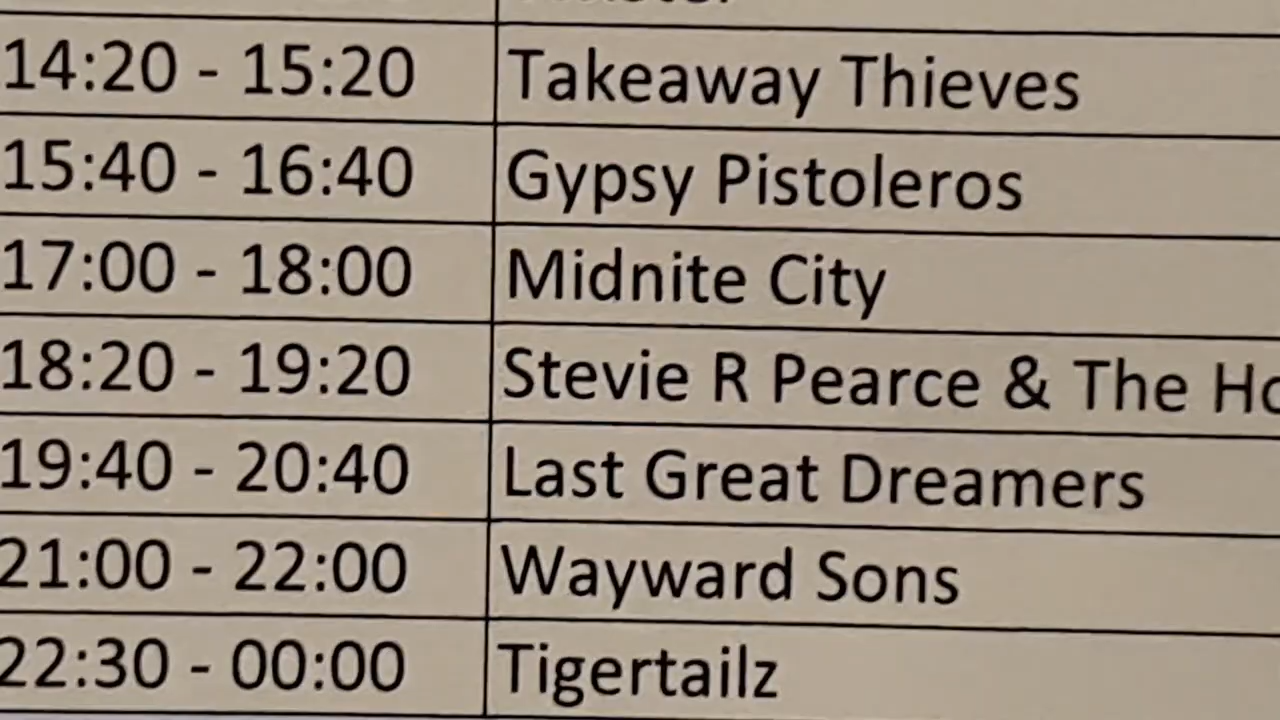 14:20 - 15:20 Takeaway Thieves
15:40 - 16:40 Gypsy Pistoleros
17:00 - 18:00 Midnite City
18:20 - 19:20 Stevie R Pearce & The
19:40 - 20:40 Last Great Dreamers
21:00 - 22:00 Wayward Sons
22:30 - 00:00 Tigertailz